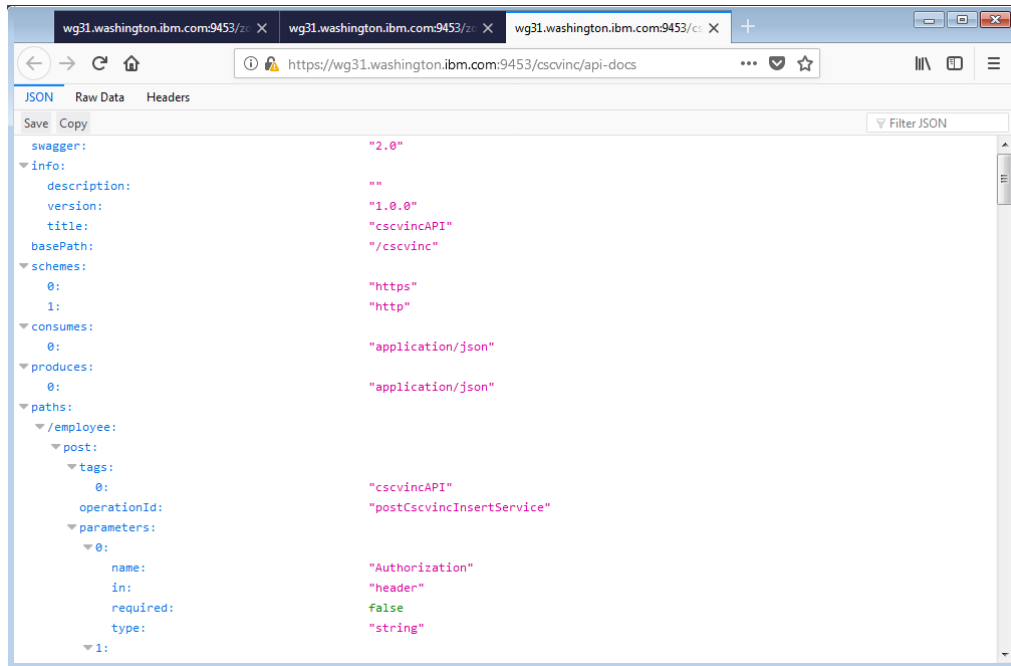 wg31.washington.ibm.com:9453/zc wg31.washington.ibm.com:9453/zc wg31.washington.ibm.com:9453/cs
https://wg31.washington.ibm.com:9453/cscvinc/api-docs
JSON Raw Data Headers
Save Copy Filter JSON
swagger: "2.0"
info:
description: ""
version: "1.0.0"
title: "cscvincAPI"
basePath: "/cscvinc"
schemes:
0: "https"
1: "http"
consumes:
0: "application/json"
produces:
0: "application/json"
paths:
/employee:
post:
tags:
0: "cscvincAPI"
operationId: "postCscvincInsertService"
parameters:
0:
name: "Authorization"
in: "header"
required: false
type: "string"
1: